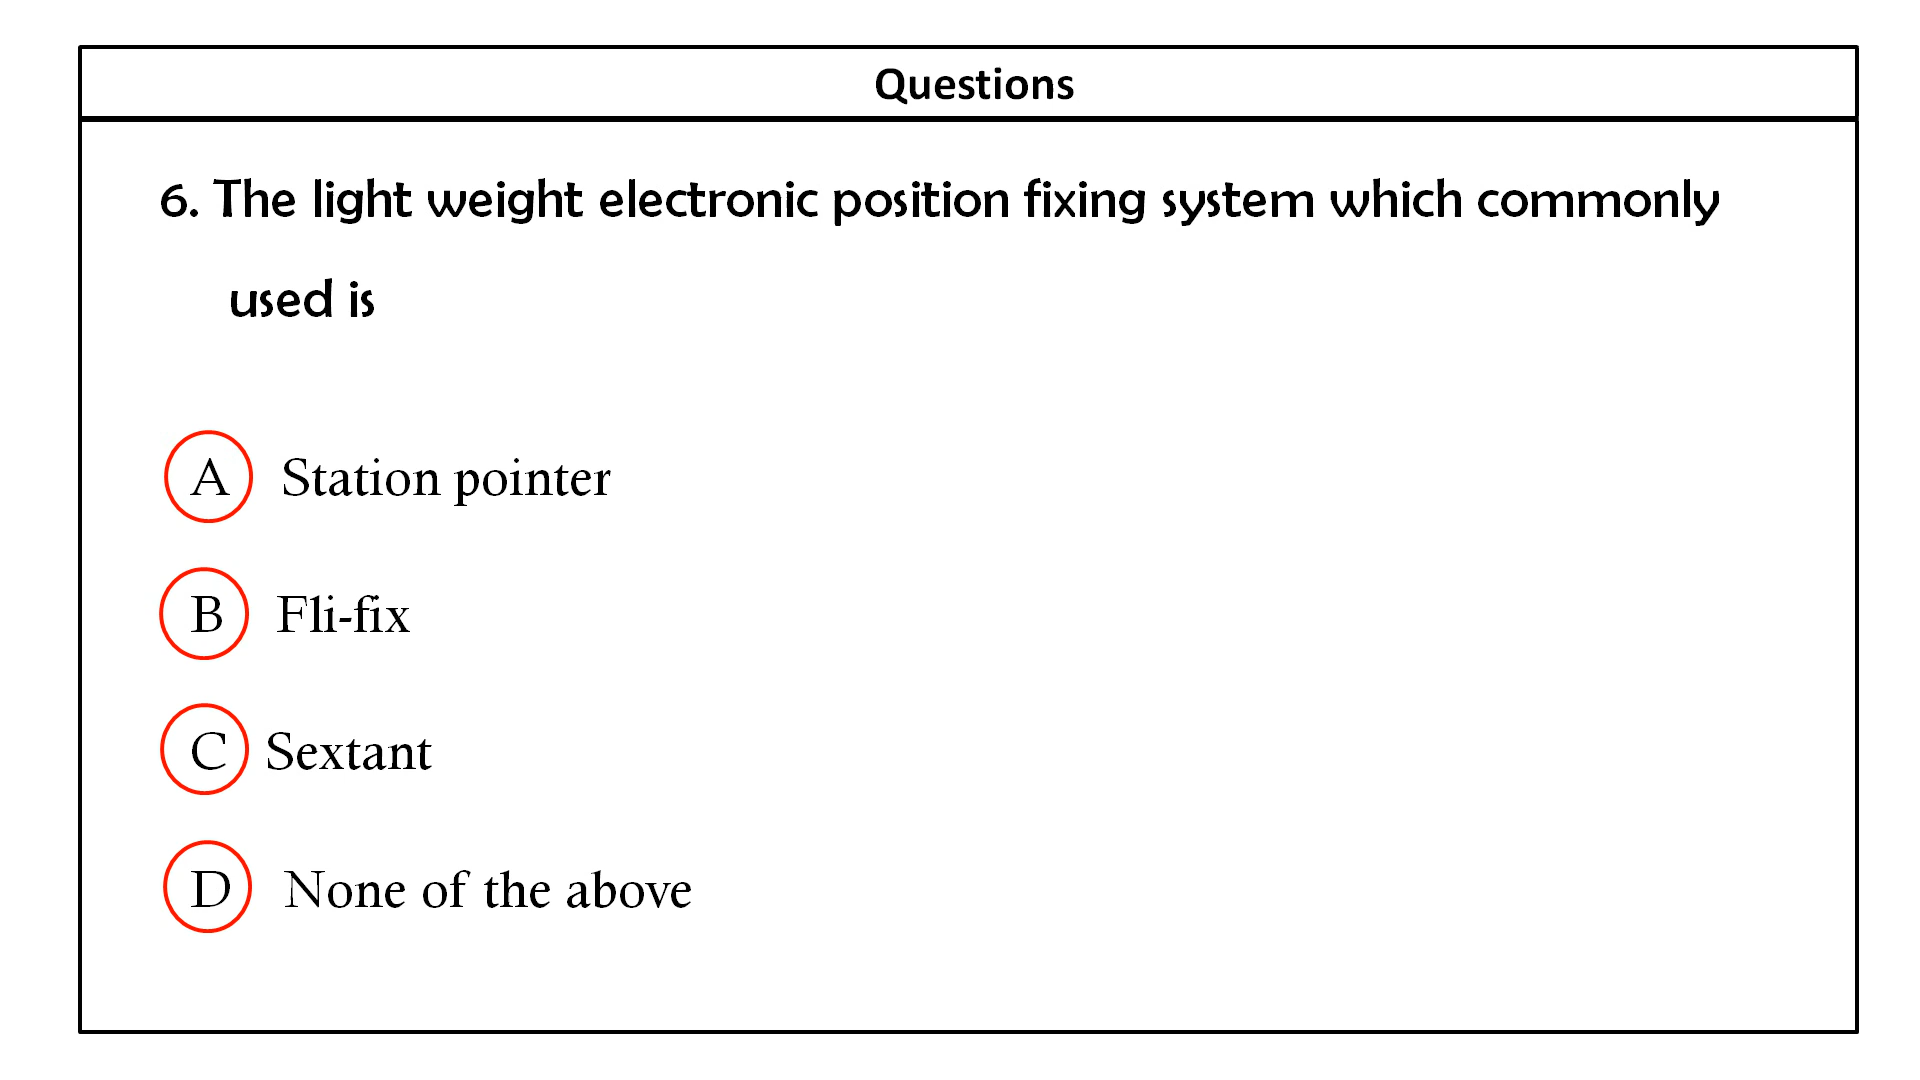 Questions
6. The light weight electronic position fixing system which commonly
used is
A Station pointer
B Fli-fix
C Sextant
D None of the above